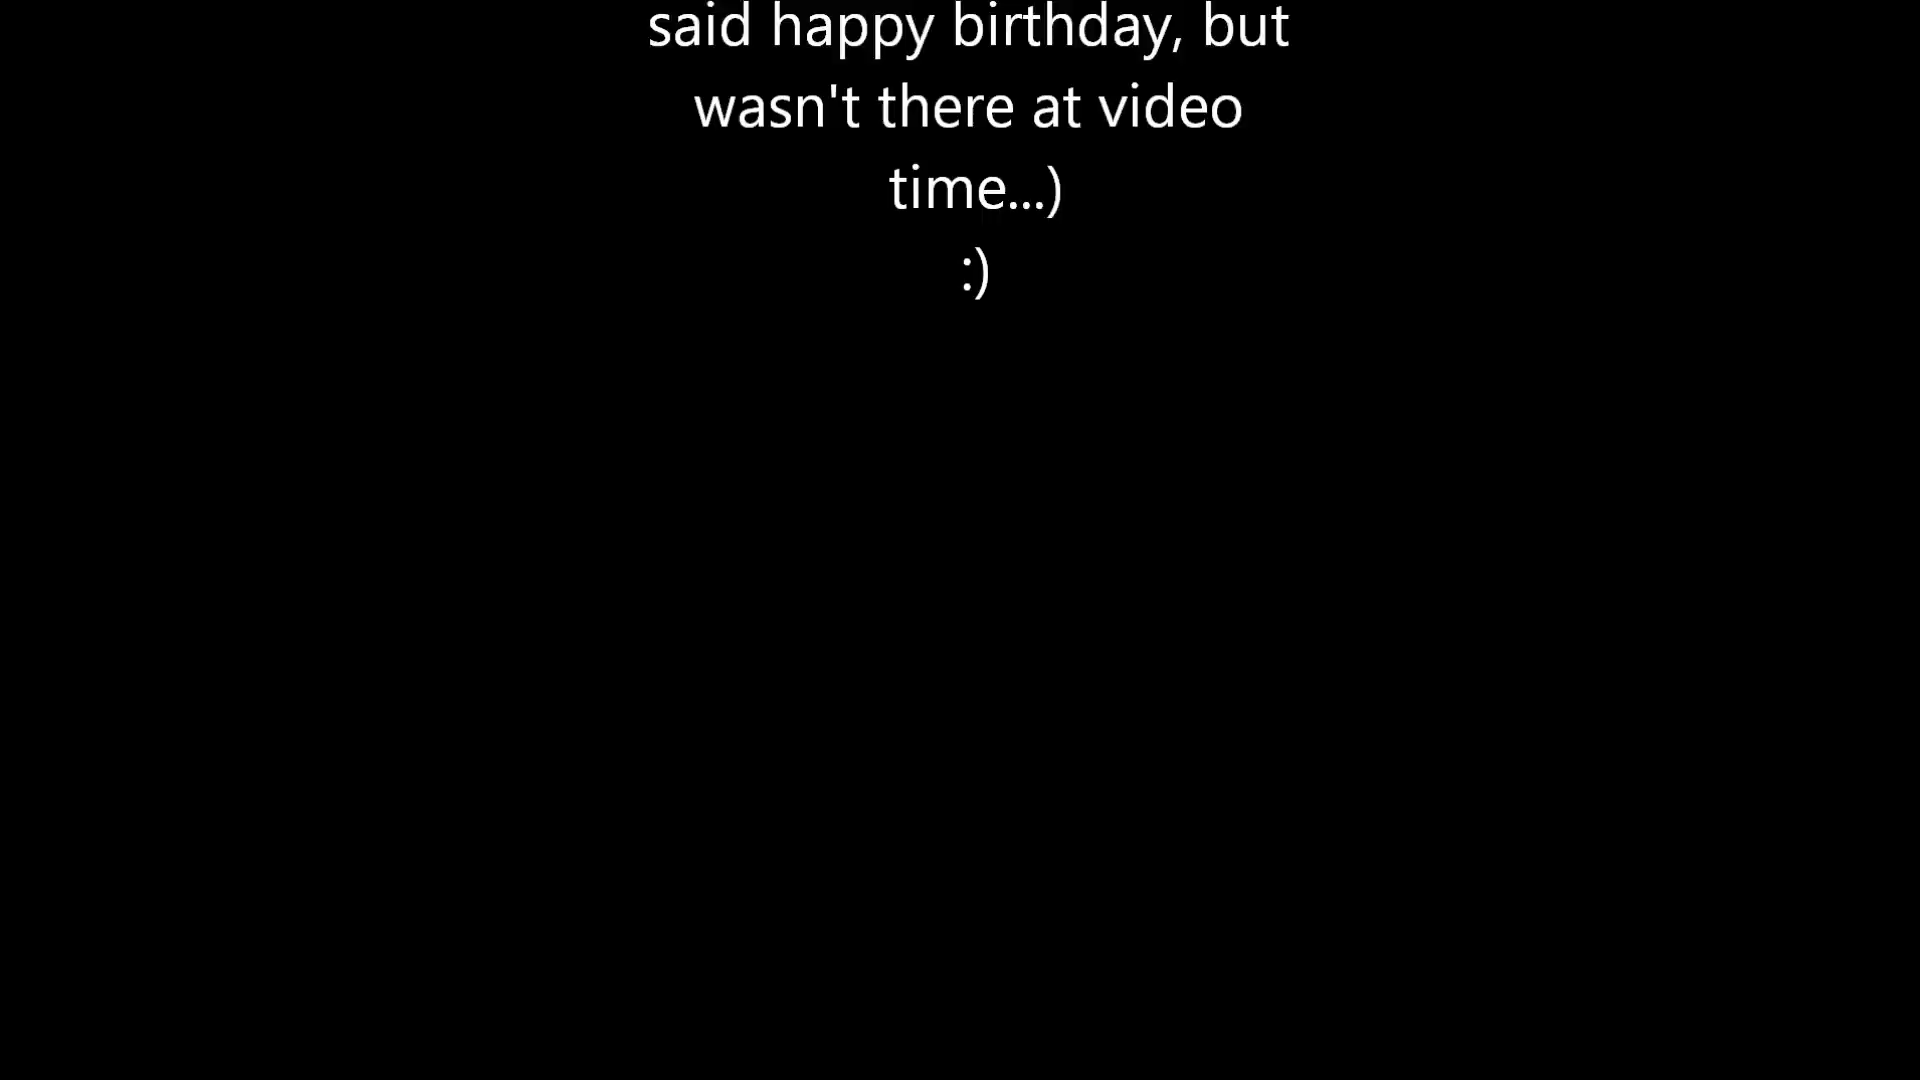 said happy birthday, but
wasn't there at video
time...)
:)